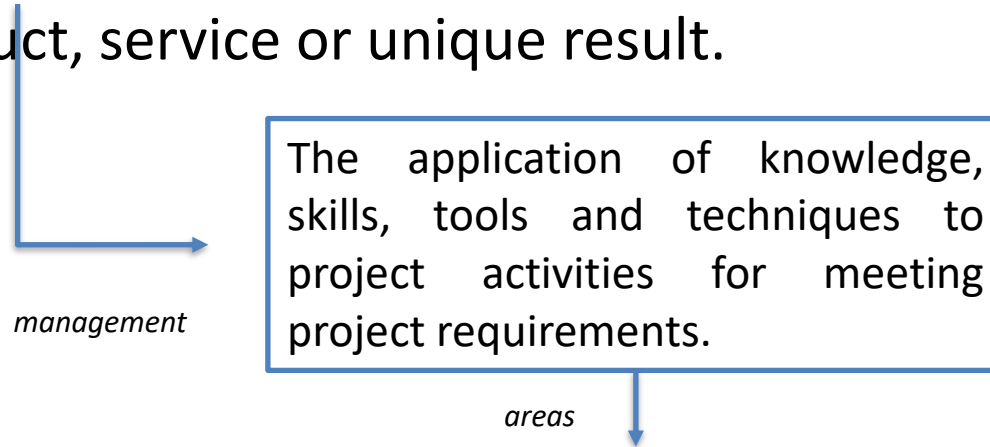 uct, service or unique result.
The application of knowledge,
skills, tools and techniques to
project activities for meeting
project requirements.
management
areas